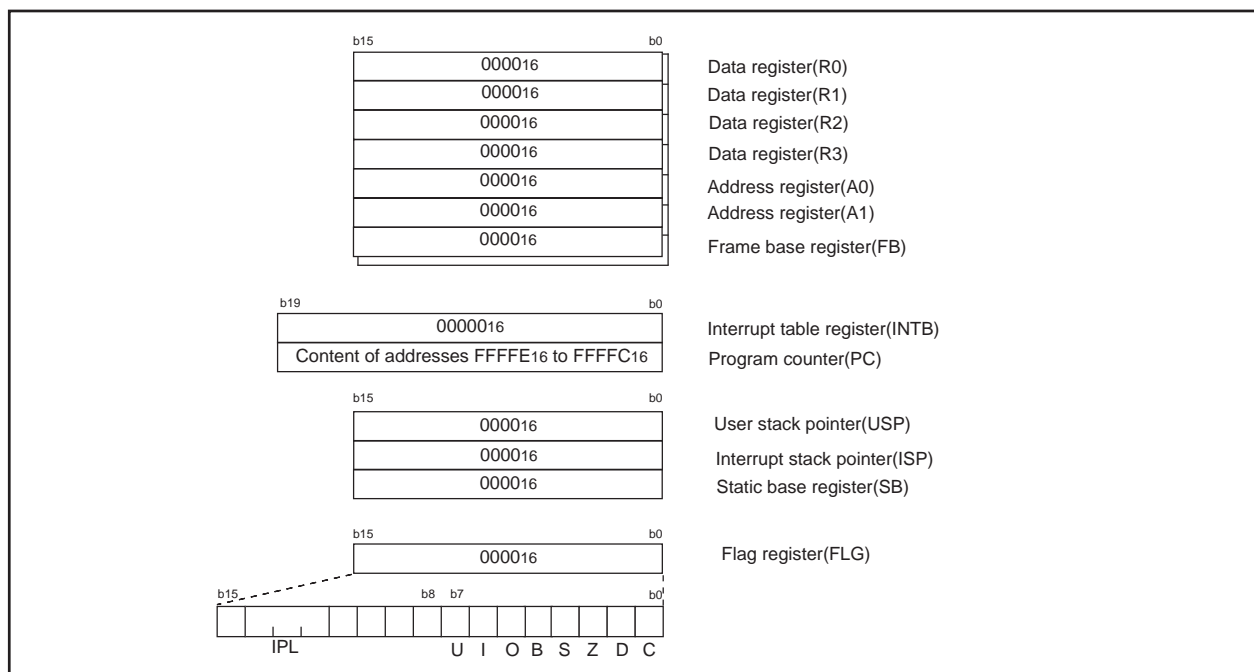 b15 b0
000016 Data register(R0)
000016 Data register(R1)
000016 Data register(R2)
000016 Data register(R3)
000016 Address register(A0)
000016 Address register(A1)
000016 Frame base register(FB)
b19 b0
0000016 Interrupt table register(INTB)
Content of addresses FFFFE16 to FFFFC16 Program counter(PC)
b15 b0
000016 User stack pointer(USP)
000016 Interrupt stack pointer(ISP)
000016 Static base register(SB)
b15 b0
000016 Flag register(FLG)
b15 b8 b7 b0
IPL U I O B S Z D C